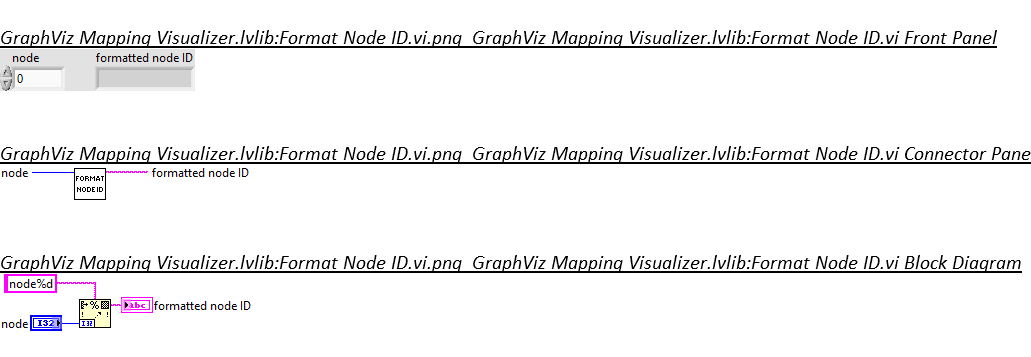 GraphViz Mapping Visualizer.lvlib:Format Node ID.vi.png GraphViz Mapping Visualizer.lvlib:Format Node ID.vi Front Panel
node formatted node ID
0
GraphViz Mapping Visualizer.lvlib:Format Node ID.vi.png GraphViz Mapping Visualizer.lvlib:Format Node ID.vi Connector Pane
node FORMAT NODE ID formatted node ID
GraphViz Mapping Visualizer.lvlib:Format Node ID.vi.png GraphViz Mapping Visualizer.lvlib:Format Node ID.vi Block Diagram
node%d
% abc formatted node ID
node I32 I32